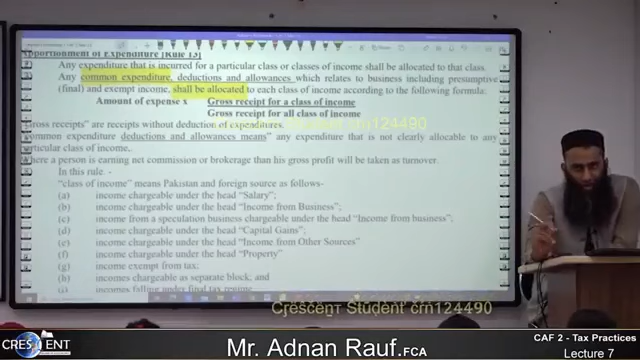 Apportionment of Expenditure [Rule 13]
Any expenditure that is incurred for a particular class or classes of income shall be allocated to that class.
Any common expenditure, deductions and allowances which relates to business including presumptive
(final) and exempt income, shall be allocated to each class of income according to the following formula.
Amount of expense x Gross receipt for a class of income
Gross receipt for all class of income
"Gross receipts" are receipts without deduction of expenditures.
crn124490
common expenditure deductions and allowances means" any expenditure that is not clearly allocable to any
particular class of income.
where a person is earning net commission or brokerage than his gross profit will be taken as turnover.
In this rule -
"class of income" means Pakistan and foreign source as follows-
(a) income chargeable under the head "Salary";
(b) income chargeable under the head "Income from Business";
(c) income from a speculation business chargeable under the head "Income from business";
(d) income chargeable under the head "Capital Gains";
(e) income chargeable under the head "Income from Other Sources"
(f) income chargeable under the head "Property"
(g) income exempt from tax;
(h) incomes chargeable as separate block, and
(i) incomes falling under final tax regime
Crescent Student crn124490
CRESCENT
Mr. Adnan Rauf.FCA
CAF 2 - Tax Practices
Lecture 7